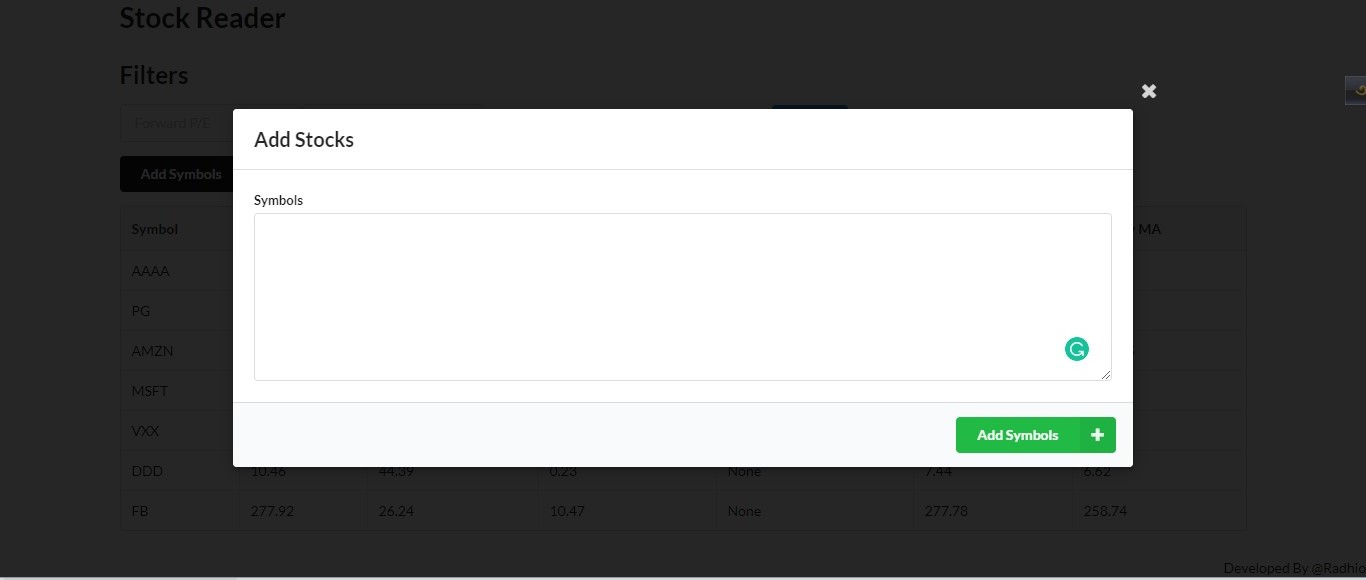 Stock Reader
Filters
Forward P/E
Add Stocks
Add Symbols
Symbols
Symbol MA
AAAA
PG
AMZN
MSFT
VXX
Add Symbols
DDD 10.46 44.39 0.23 None 7.44 6.62
FB 277.92 26.24 10.47 None 277.78 258.74
Developed By @Radhig